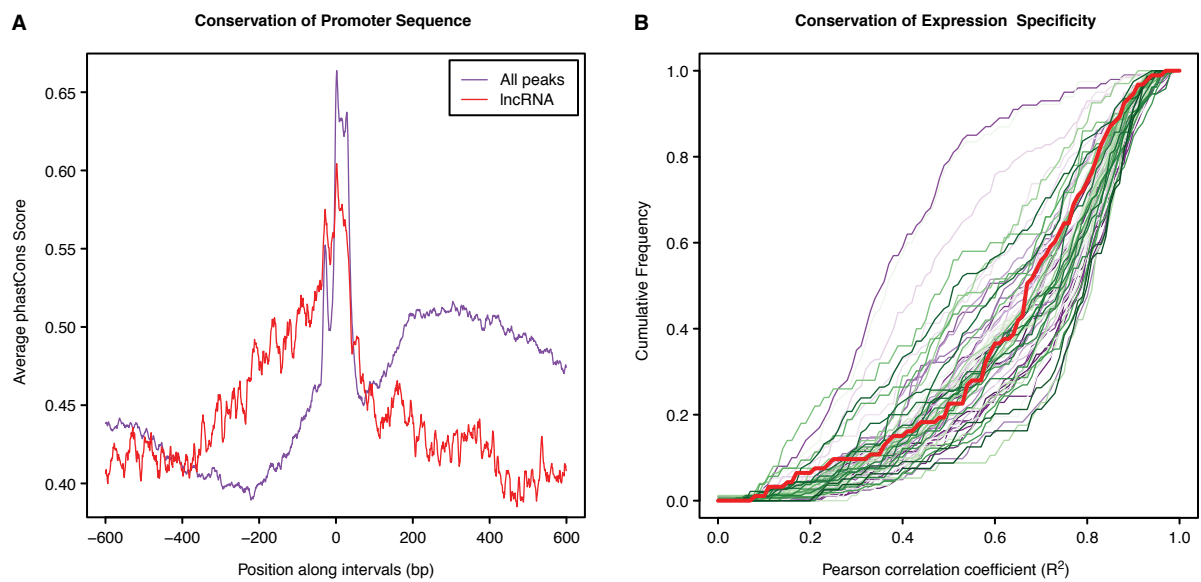 A
Conservation of Promoter Sequence
All peaks
lncRNA
0.65
0.60
0.55
0.50
0.45
0.40
Average phastCons Score
−600
−400
−200
0
200
400
600
Position along intervals (bp)
B
Conservation of Expression  Specificity
1.0
0.8
0.6
0.4
0.2
0.0
Cumulative Frequency
0.0
0.2
0.4
0.6
0.8
1.0
Pearson correlation coefficient (R²)